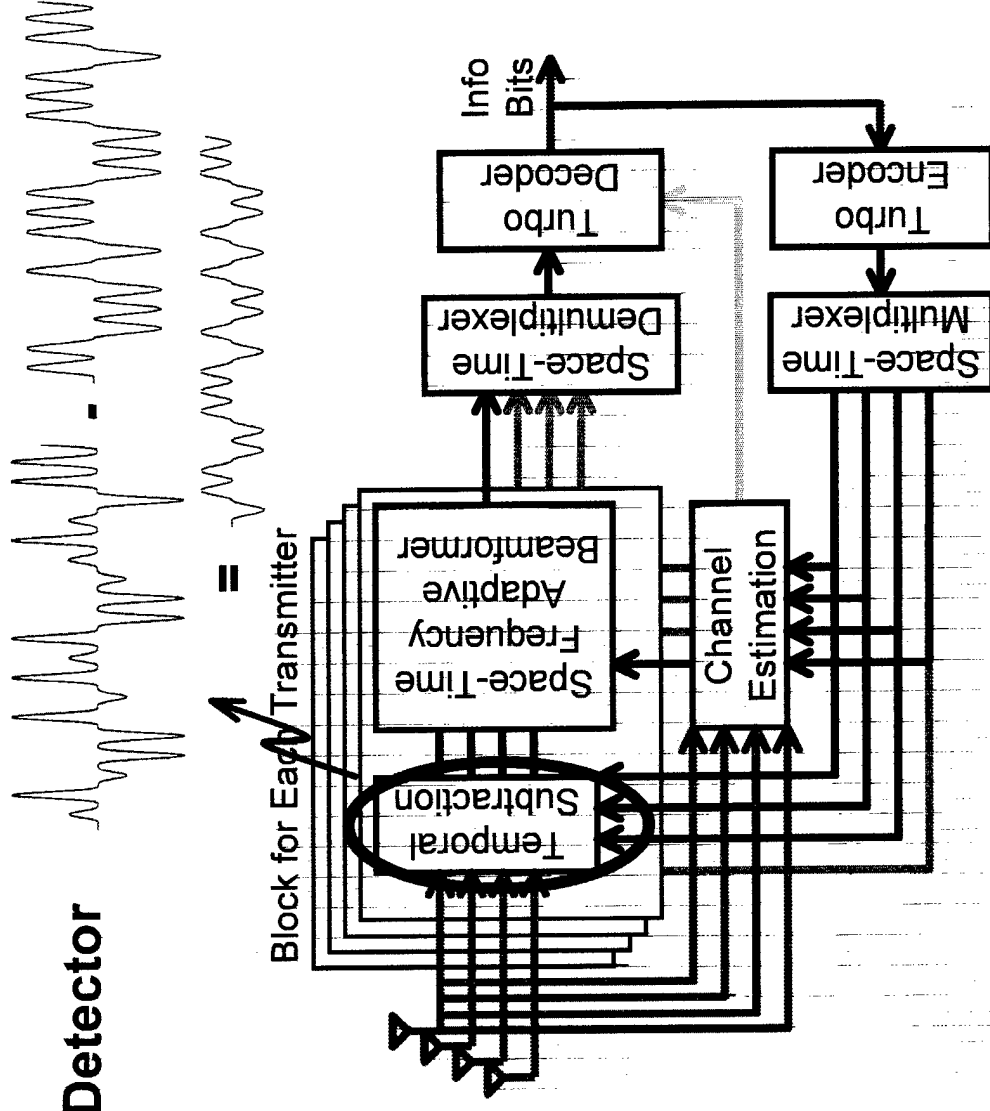 Detector
-
=
Block for Each Transmitter
Temporal
Subtraction
Space-Time
Frequency
Adaptive
Beamformer
Channel
Estimation
Space-Time
Demultiplexer
Turbo
Decoder
Info
Bits
Space-Time
Multiplexer
Turbo
Encoder